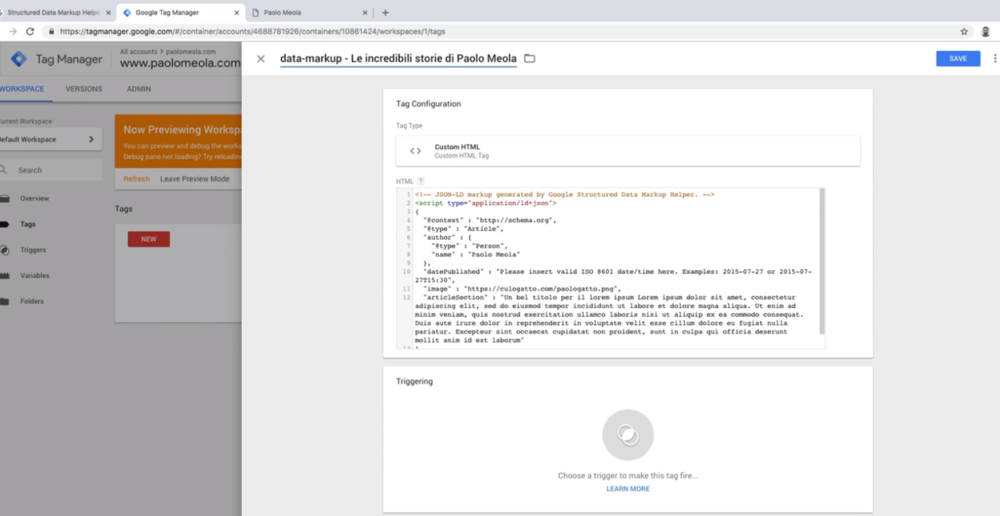 Structured Data Markup Helpe
Google Tag Manager
Paolo Meola
https://tagmanager.google.com/#/container/accounts/4688781926/containers/10861424/workspaces/1/tags
Tag Manager
All accounts > paolomeola.com
www.paolomeola.com
data-markup - Le incredibili storie di Paolo Meola
SAVE
WORKSPACE VERSIONS ADMIN
Current Workspace
Default Workspace
Search
Overview
Tags
Triggers
Variables
Folders
Now Previewing Workspa
You can preview and debug the works
Debug pane not loading? Try reloadin
Refresh Leave Preview Mode
Tags
NEW
Tag Configuration
Tag Type
Custom HTML
Custom HTML Tag
HTML ?
1 <!-- JSON-LD markup generated by Google Structured Data Markup Helper. -->
2 <script type="application/ld+json">
3 {
4 "@context" : "http://schema.org",
5 "@type" : "Article",
6 "author" : {
7 "@type" : "Person",
8 "name" : "Paolo Meola"
9 },
10 "datePublished" : "Please insert valid ISO 8601 date/time here. Examples: 2015-07-27 or 2015-07-
27T15:30",
11 "image" : "https://culogatto.com/paologatto.png",
12 "articleSection" : "Un bel titolo per il lorem ipsum Lorem ipsum dolor sit amet, consectetur
adipiscing elit, sed do eiusmod tempor incididunt ut labore et dolore magna aliqua. Ut enim ad
minim veniam, quis nostrud exercitation ullamco laboris nisi ut aliquip ex ea commodo consequat.
Duis aute irure dolor in reprehenderit in voluptate velit esse cillum dolore eu fugiat nulla
pariatur. Excepteur sint occaecat cupidatat non proident, sunt in culpa qui officia deserunt
mollit anim id est laborum"
13 }
Triggering
Choose a trigger to make this tag fire...
LEARN MORE